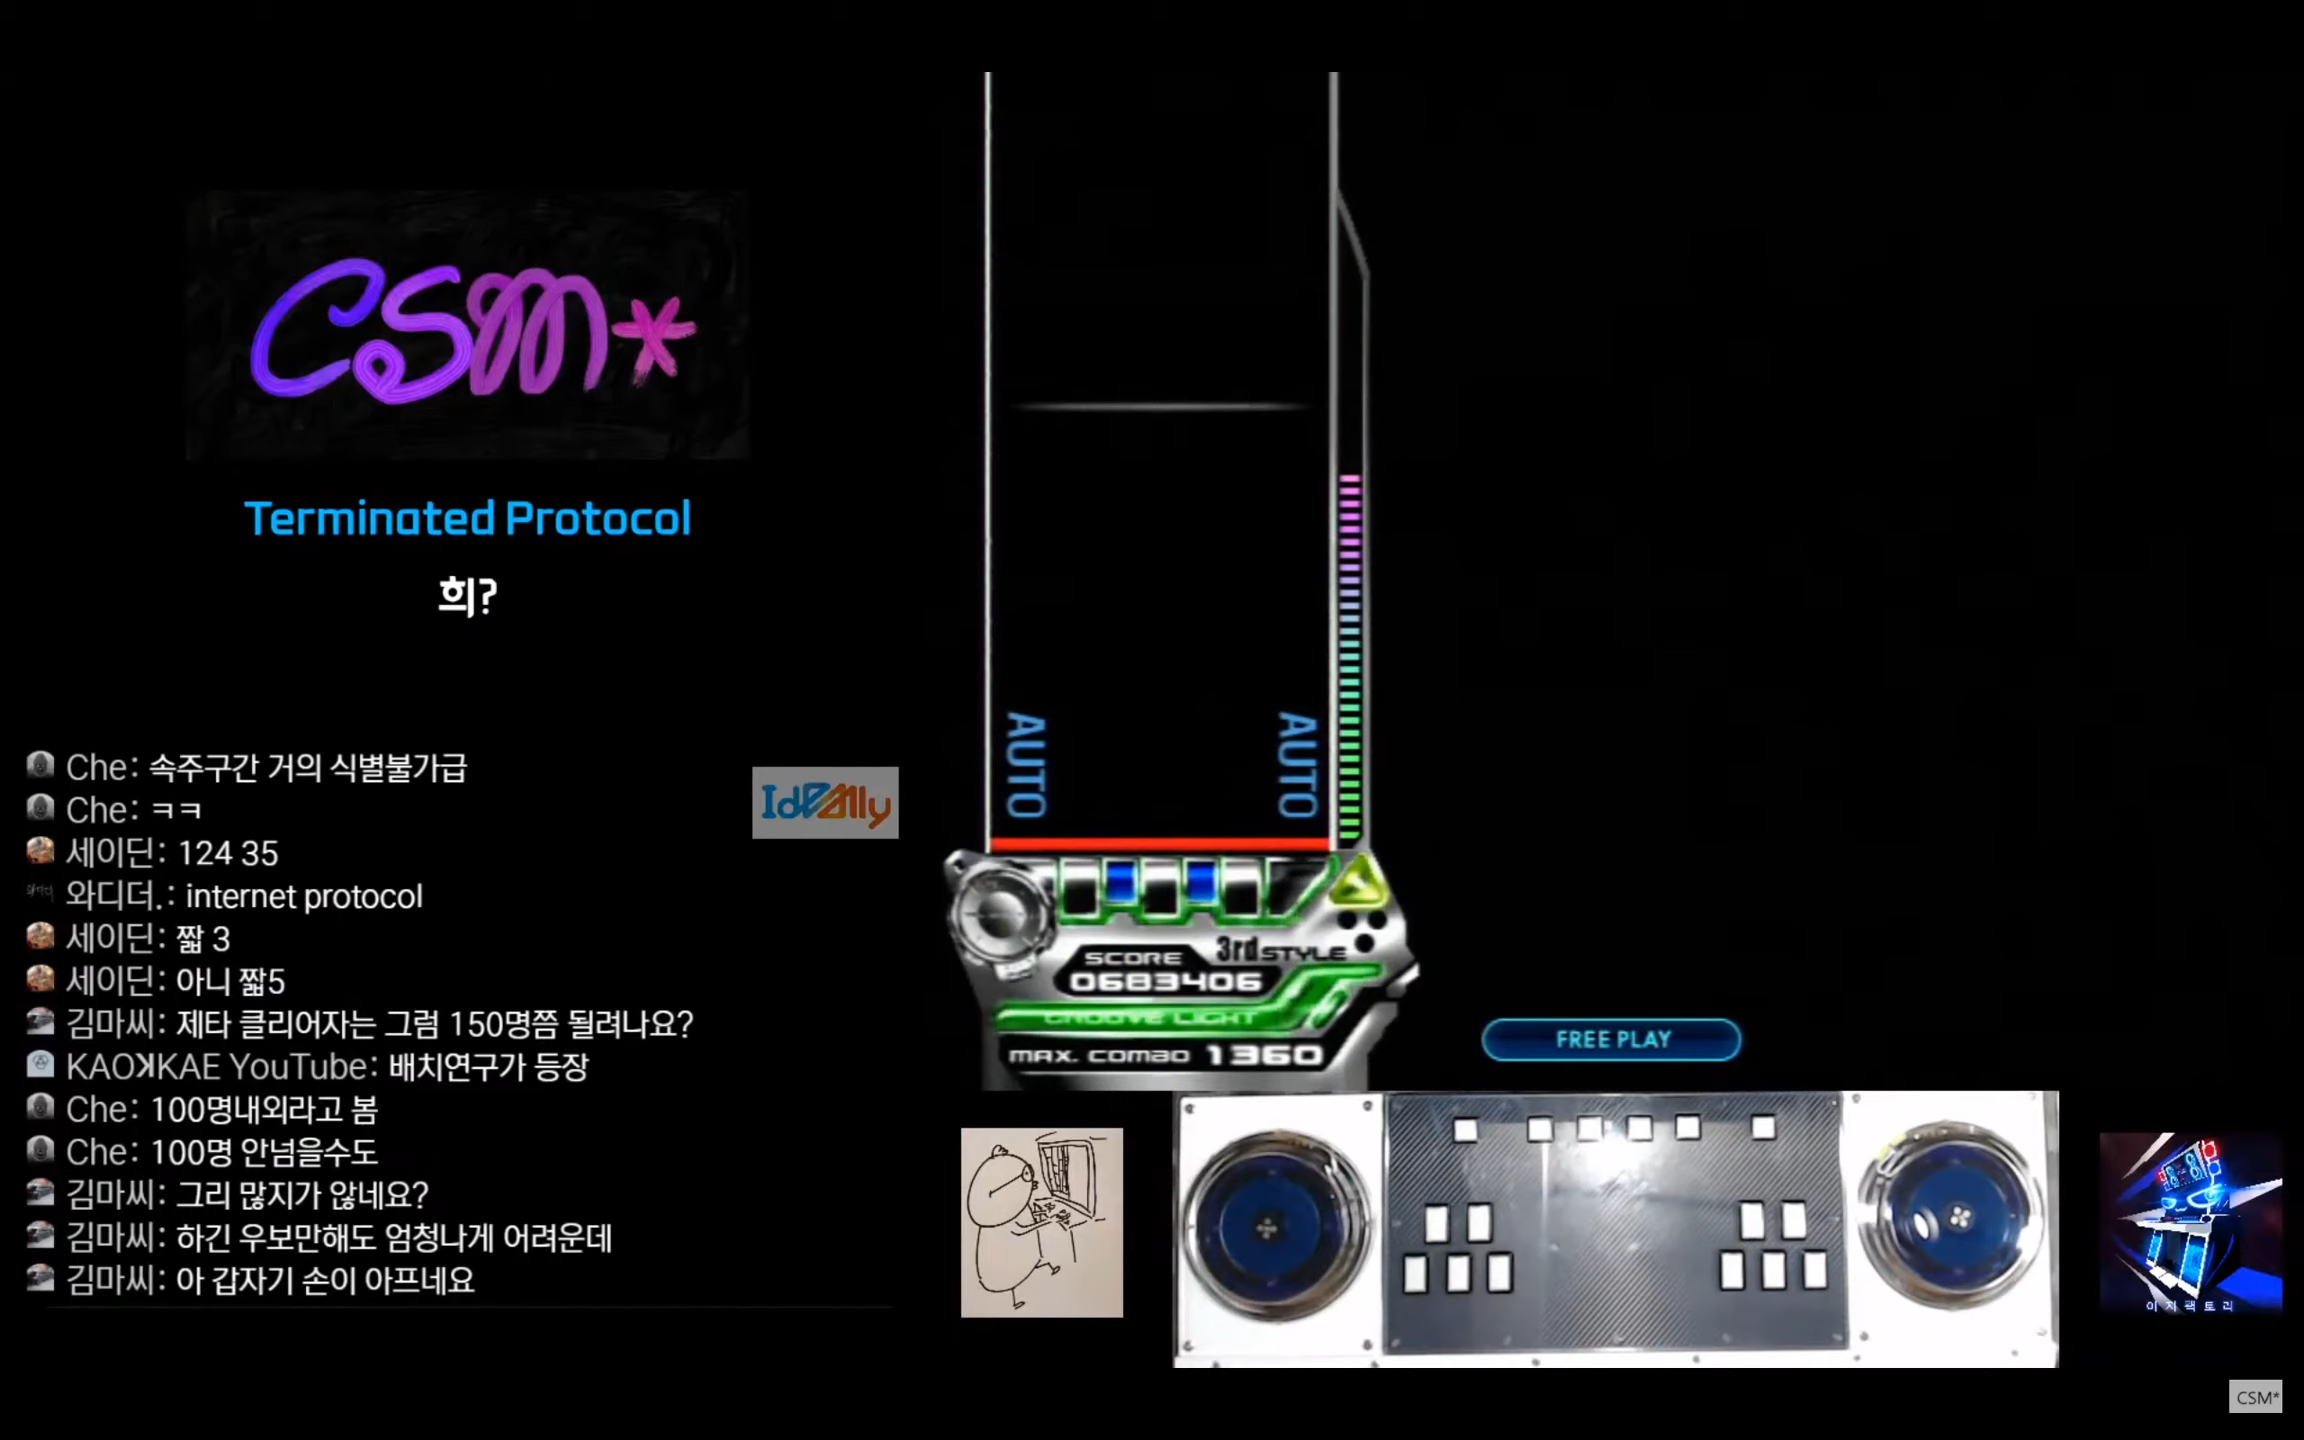 CSM*
Terminated Protocol
희?
Che: 속주구간 거의 식별불가급
Che: ㅋㅋ
세이딘: 124 35
와디더.: internet protocol
세이딘: 짧 3
세이딘: 아니 짧5
김마씨: 제타 클리어자는 그럼 150명쯤 될려나요?
KAOꓘKAE YouTube: 배치연구가 등장
Che: 100명내외라고 봄
Che: 100명 안넘을수도
김마씨: 그리 많지가 않네요?
김마씨: 하긴 우보만해도 엄청나게 어려운데
김마씨: 아 갑자기 손이 아프네요
IdEAlly
AUTO
AUTO
3rd STYLE
SCORE
0683406
GROOVE LIGHT
MAX. COMBO 1360
FREE PLAY
이지팩토리
CSM*